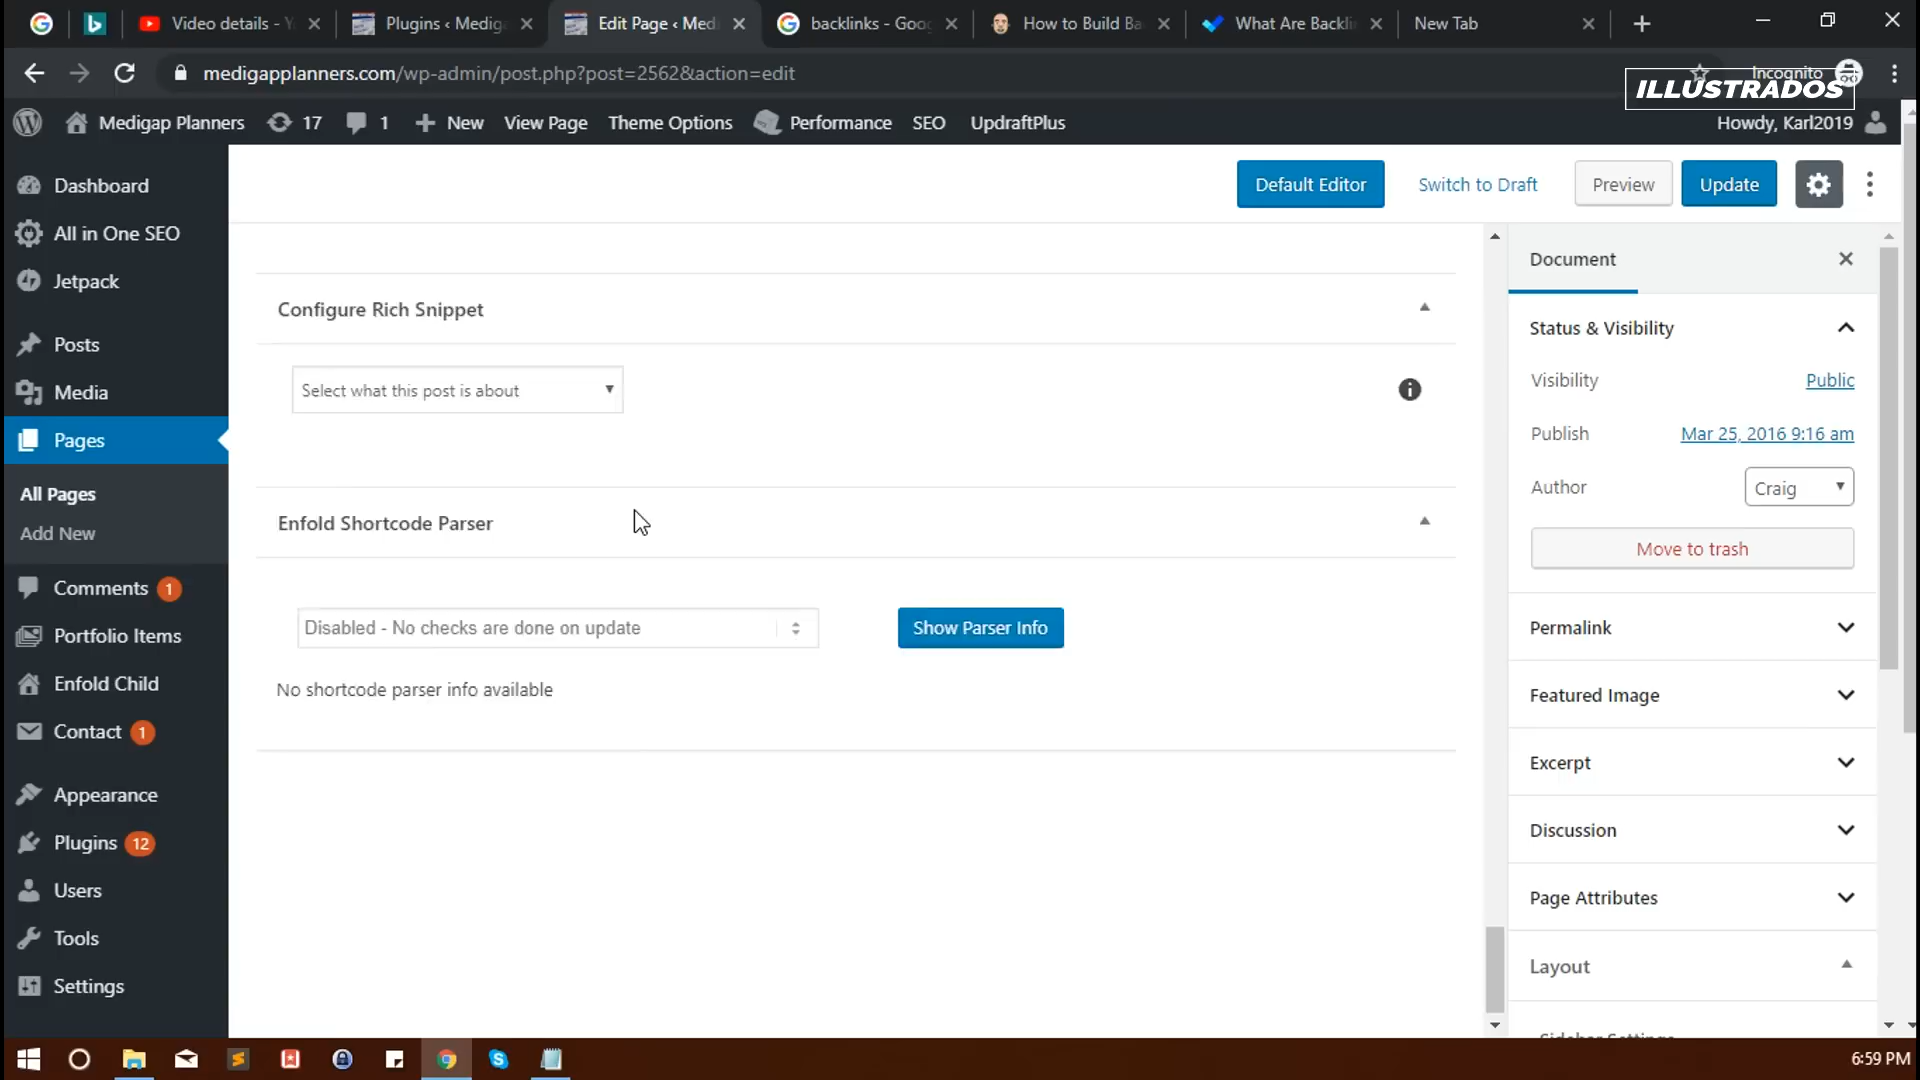 Video details - Y
Plugins ‹ Mediga
Edit Page ‹ Med
backlinks - Goo
How to Build Ba
What Are Backli
New Tab
medigapplanners.com/wp-admin/post.php?post=2562&action=edit
Incognito
ILLUSTRADOS
Medigap Planners
17
1
New
View Page
Theme Options
Performance
SEO
UpdraftPlus
Howdy, Karl2019
Dashboard
All in One SEO
Jetpack
Posts
Media
Pages
All Pages
Add New
Comments 1
Portfolio Items
Enfold Child
Contact 1
Appearance
Plugins 12
Users
Tools
Settings
Default Editor
Switch to Draft
Preview
Update
Configure Rich Snippet
Select what this post is about
Enfold Shortcode Parser
Disabled - No checks are done on update
Show Parser Info
No shortcode parser info available
Document
Status & Visibility
Visibility
Public
Publish
Mar 25, 2016 9:16 am
Author
Craig
Move to trash
Permalink
Featured Image
Excerpt
Discussion
Page Attributes
Layout
Sidebar Settings
6:59 PM